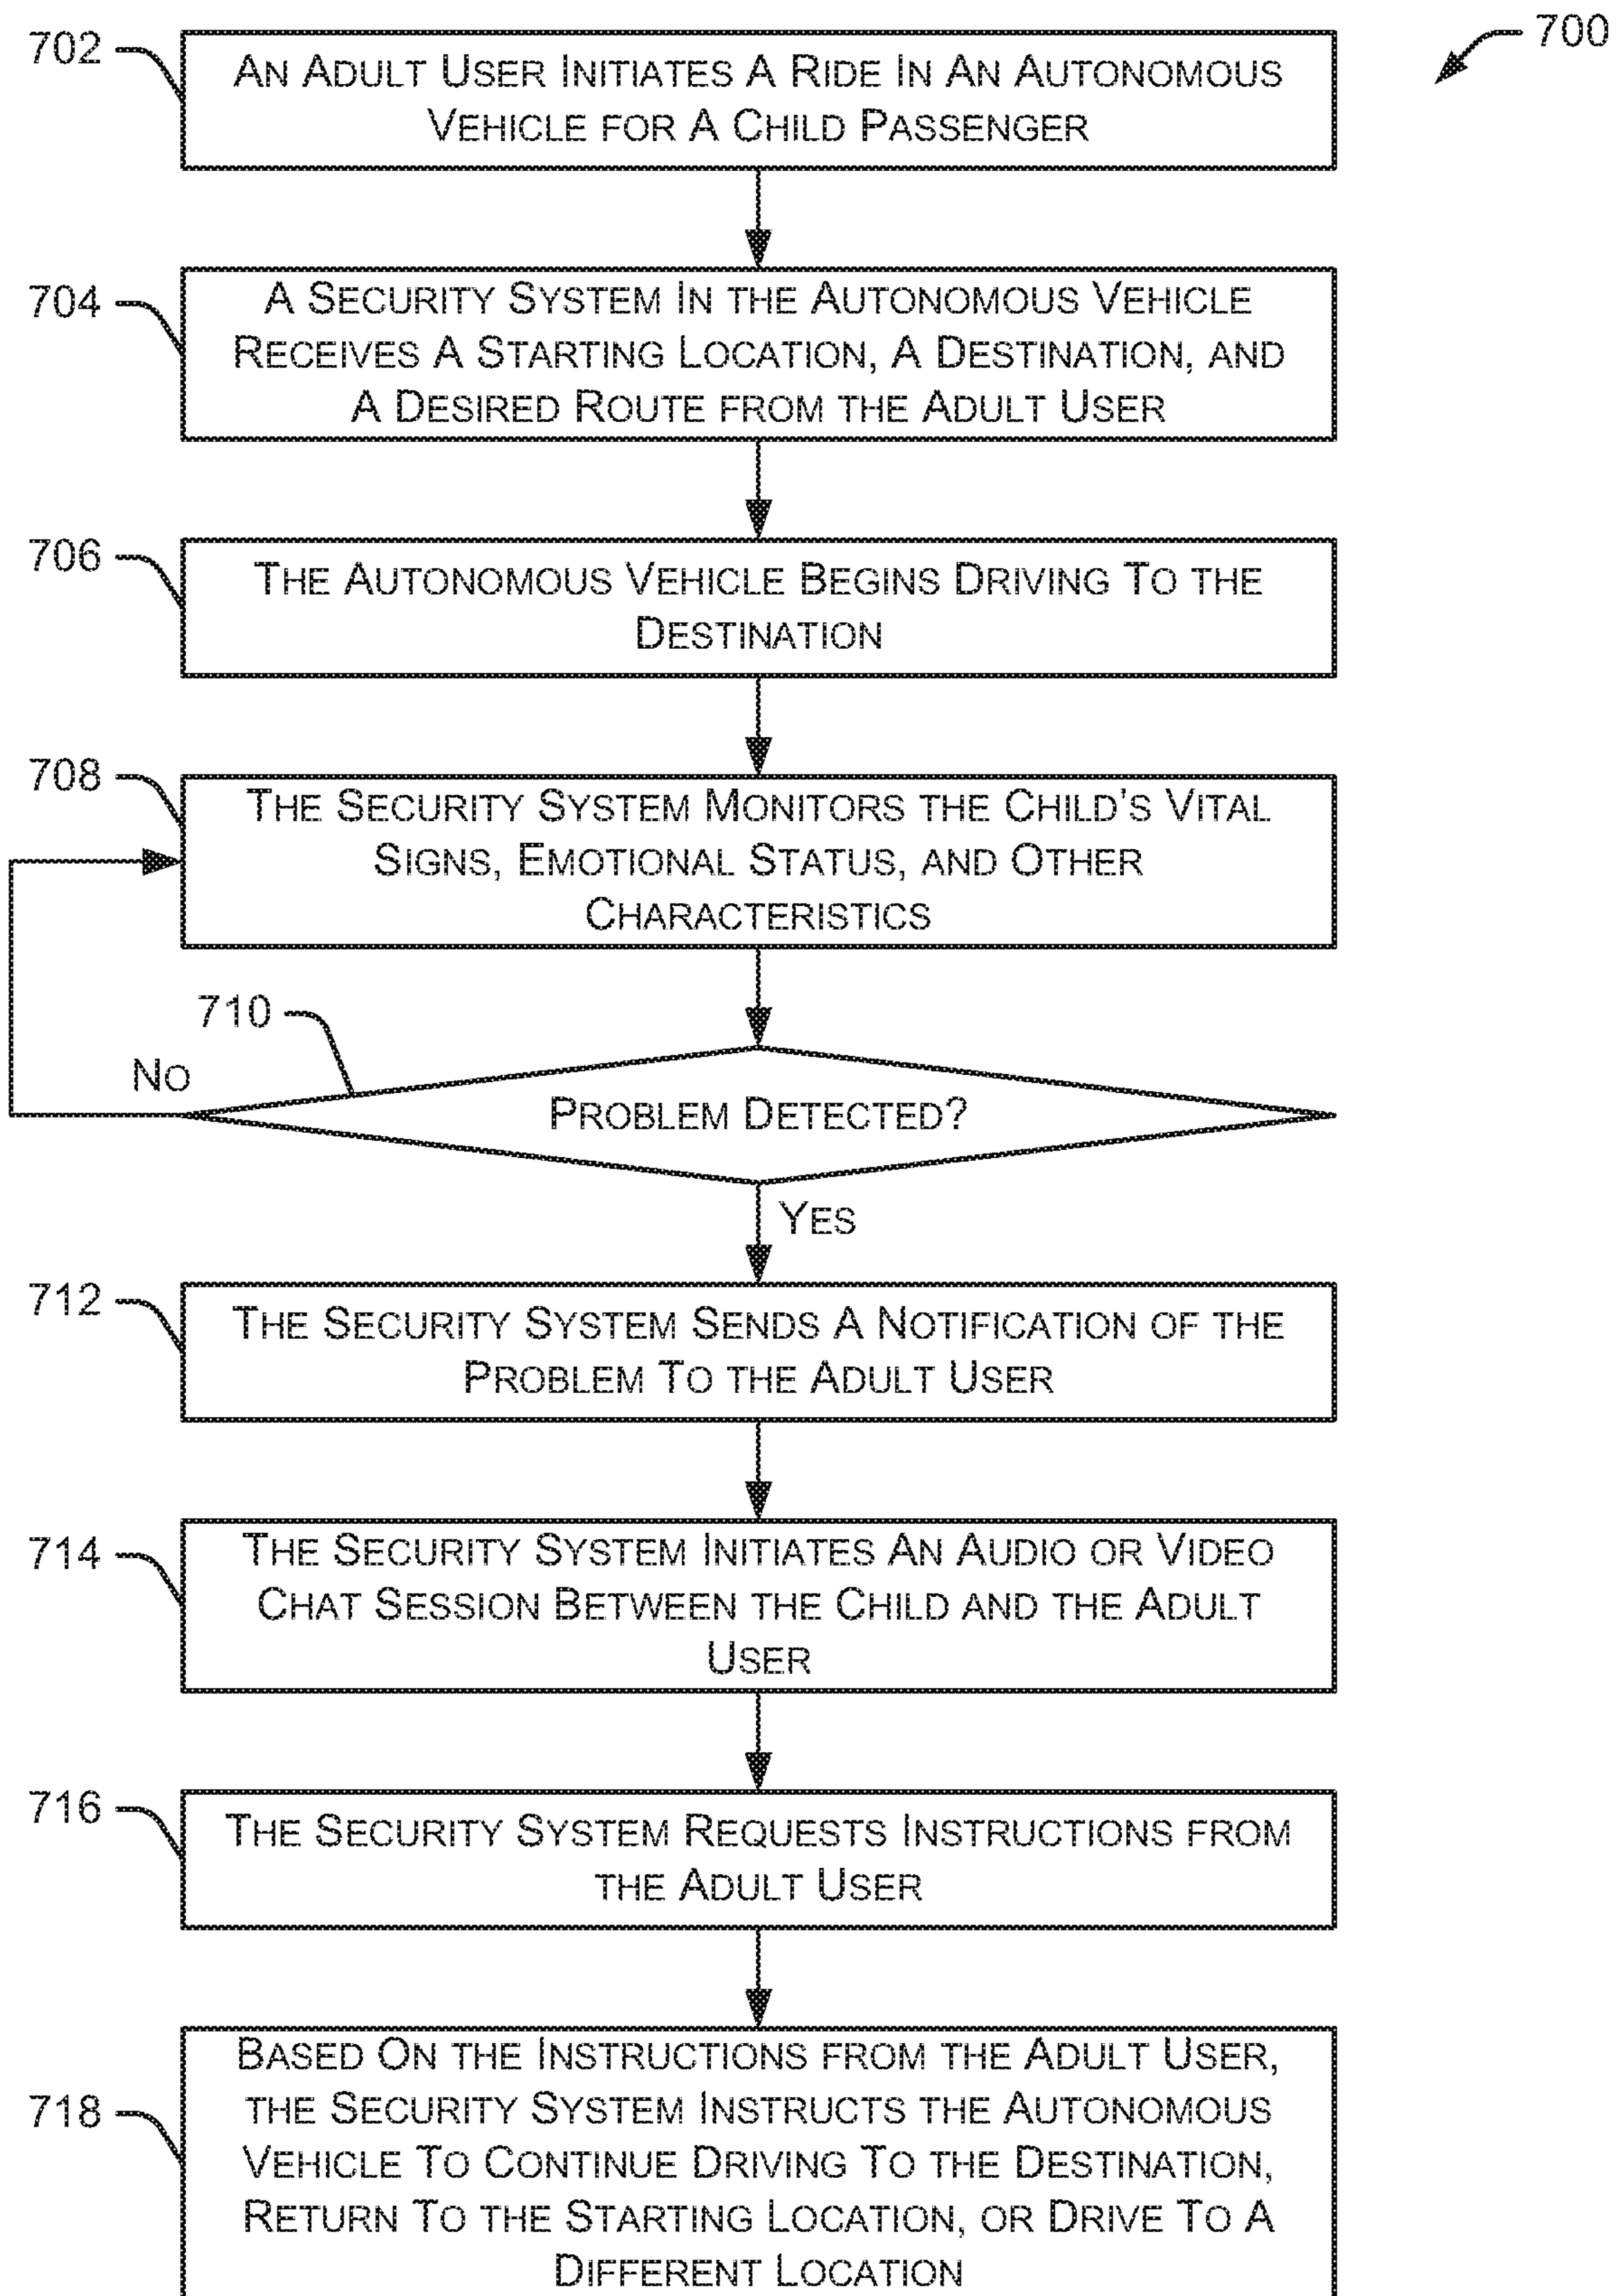 700
702
AN ADULT USER INITIATES A RIDE IN AN AUTONOMOUS
VEHICLE FOR A CHILD PASSENGER
704
A SECURITY SYSTEM IN THE AUTONOMOUS VEHICLE
RECEIVES A STARTING LOCATION, A DESTINATION, AND
A DESIRED ROUTE FROM THE ADULT USER
706
THE AUTONOMOUS VEHICLE BEGINS DRIVING TO THE
DESTINATION
708
THE SECURITY SYSTEM MONITORS THE CHILD'S VITAL
SIGNS, EMOTIONAL STATUS, AND OTHER
CHARACTERISTICS
710
NO
PROBLEM DETECTED?
YES
712
THE SECURITY SYSTEM SENDS A NOTIFICATION OF THE
PROBLEM TO THE ADULT USER
714
THE SECURITY SYSTEM INITIATES AN AUDIO OR VIDEO
CHAT SESSION BETWEEN THE CHILD AND THE ADULT
USER
716
THE SECURITY SYSTEM REQUESTS INSTRUCTIONS FROM
THE ADULT USER
718
BASED ON THE INSTRUCTIONS FROM THE ADULT USER,
THE SECURITY SYSTEM INSTRUCTS THE AUTONOMOUS
VEHICLE TO CONTINUE DRIVING TO THE DESTINATION,
RETURN TO THE STARTING LOCATION, OR DRIVE TO A
DIFFERENT LOCATION